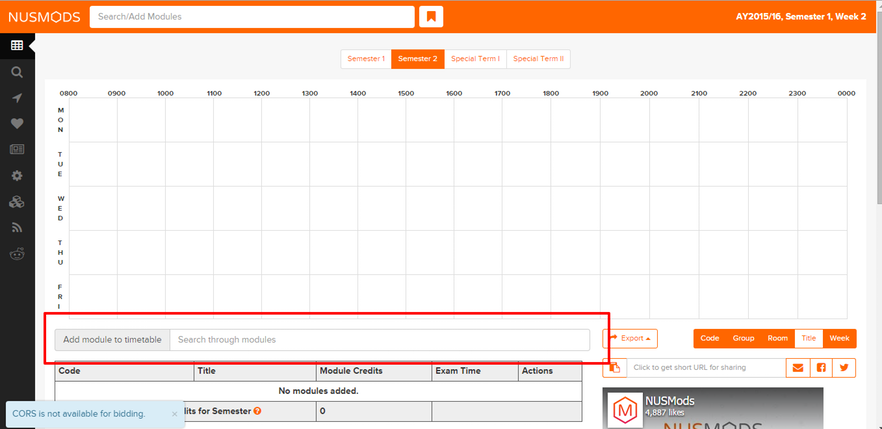 NUSMODS Search/Add Modules AY2015/16, Semester 1, Week 2
Semester 1 Semester 2 Special Term I Special Term II
0800 0900 1000 1100 1200 1300 1400 1500 1600 1700 1800 1900 2000 2100 2200 2300 0000
MON
TUE
WED
THU
FRI
Add module to timetable Search through modules Export Code Group Room Title Week
Click to get short URL for sharing
Code Title Module Credits Exam Time Actions
No modules added.
NUSMods
4,887 likes
CORS is not available for bidding. × its for Semester ? 0
NUSMODS